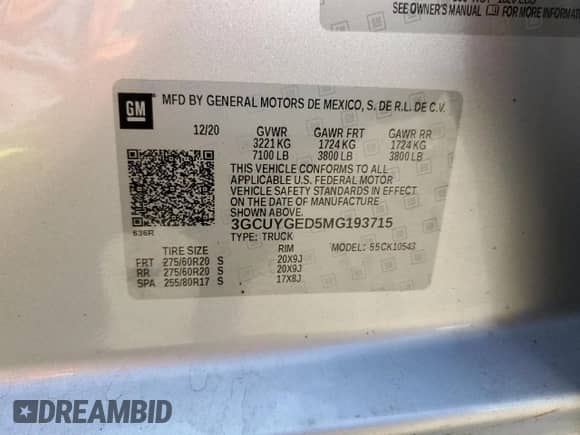 SEE OWNER'S MANUAL FOR MORE INFORMATION
GM
MFD BY GENERAL MOTORS DE MEXICO, S. DE R.L. DE C.V.
12/20 GVWR GAWR FRT GAWR RR
3221 KG 1724 KG 1724 KG
7100 LB 3800 LB 3800 LB
THIS VEHICLE CONFORMS TO ALL
APPLICABLE U.S. FEDERAL MOTOR
VEHICLE SAFETY STANDARDS IN EFFECT
ON THE DATE OF MANUFACTURE
SHOWN ABOVE.
3GCUYGED5MG193715
TYPE: TRUCK MODEL: 55CK10543
636R
TIRE SIZE RIM
FRT 275/60R20 S 20X9J
RR 275/60R20 S 20X9J
SPA 255/80R17 S 17X8J
DREAMBID